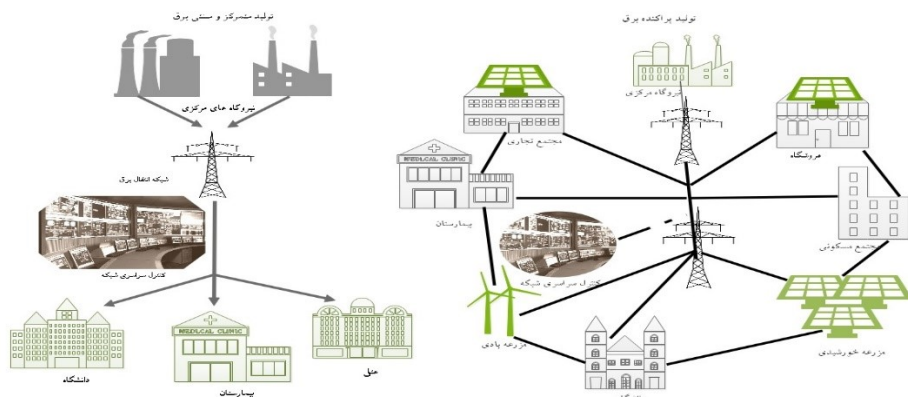 تولید متمرکز و سنتی برق
نیروگاه های مرکزی
شبکه انتقال برق
کنترل سراسری شبکه
دانشگاه
MEDICAL CLINIC
بیمارستان
هتل
تولید پراکنده برق
نیروگاه مرکزی
مجتمع تجاری
فروشگاه
MEDICAL CLINIC
بیمارستان
مجتمع مسکونی
کنترل سراسری شبکه
مزرعه بادی
مزرعه خورشیدی